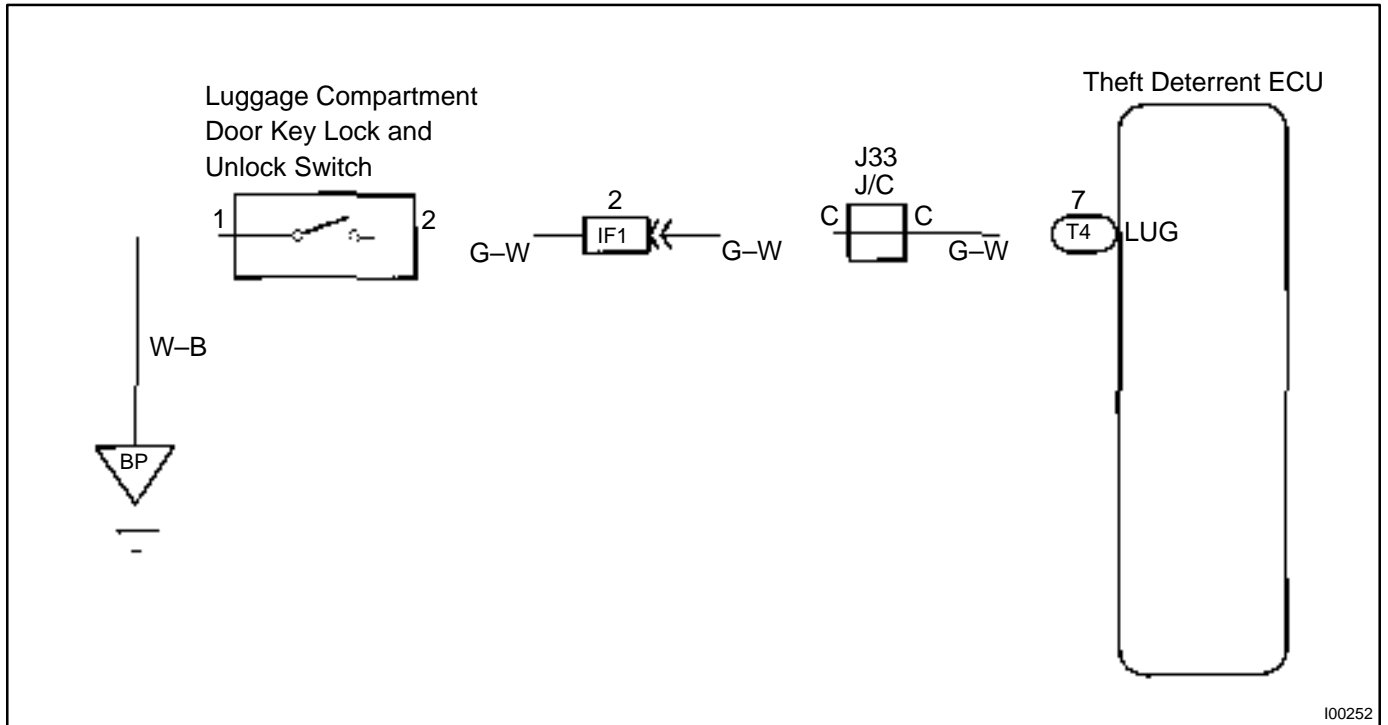 Theft Deterrent ECU
Luggage Compartment
Door Key Lock and
Unlock Switch
J33
J/C
1
2
2
IF1
C
C
7
T4
LUG
G–W
G–W
G–W
W–B
BP
I00252